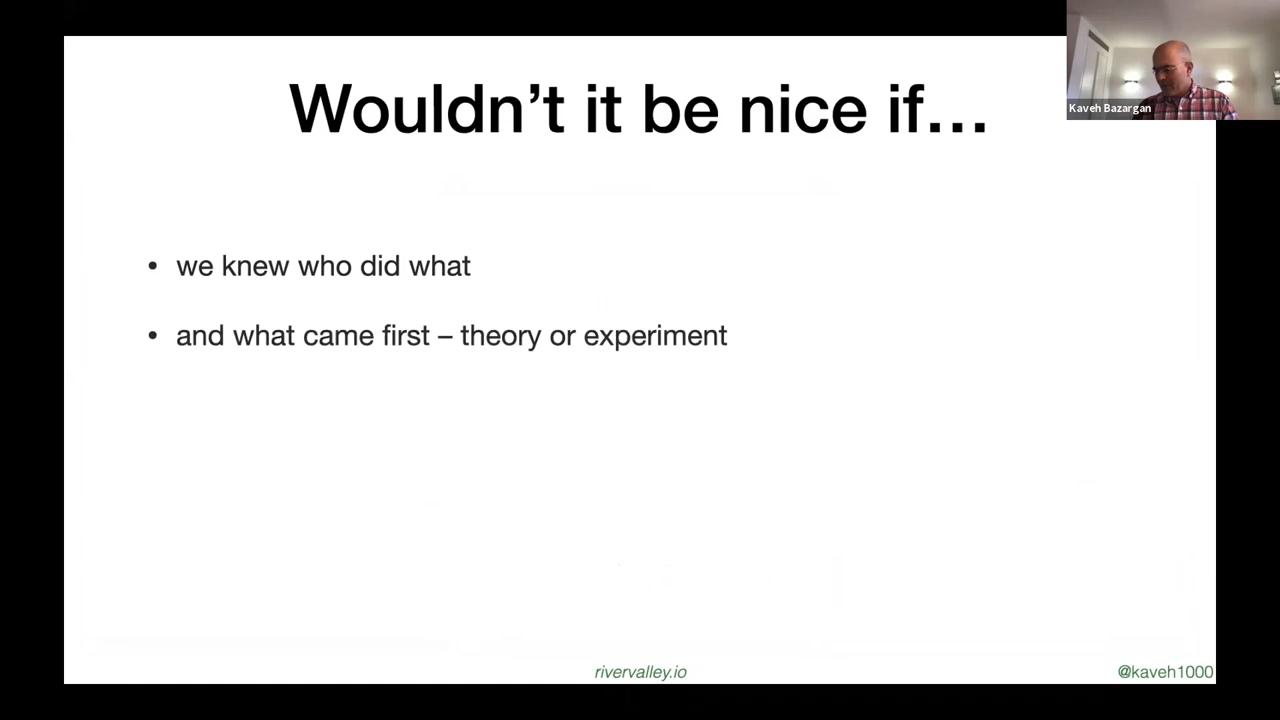 Wouldn’t it be nice if…
Kaveh Bazargan
• we knew who did what
• and what came first – theory or experiment
rivervalley.io
@kaveh1000